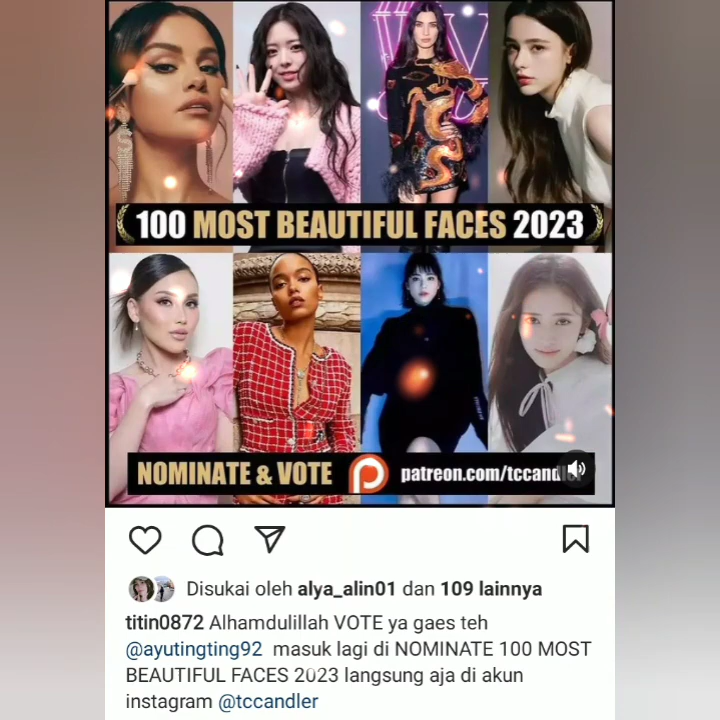 100 MOST BEAUTIFUL FACES 2023
NOMINATE & VOTE patreon.com/tccandler
Disukai oleh alya_alin01 dan 109 lainnya
titin0872 Alhamdulillah VOTE ya gaes teh
@ayutingting92 masuk lagi di NOMINATE 100 MOST
BEAUTIFUL FACES 2023 langsung aja di akun
instagram @tccandler